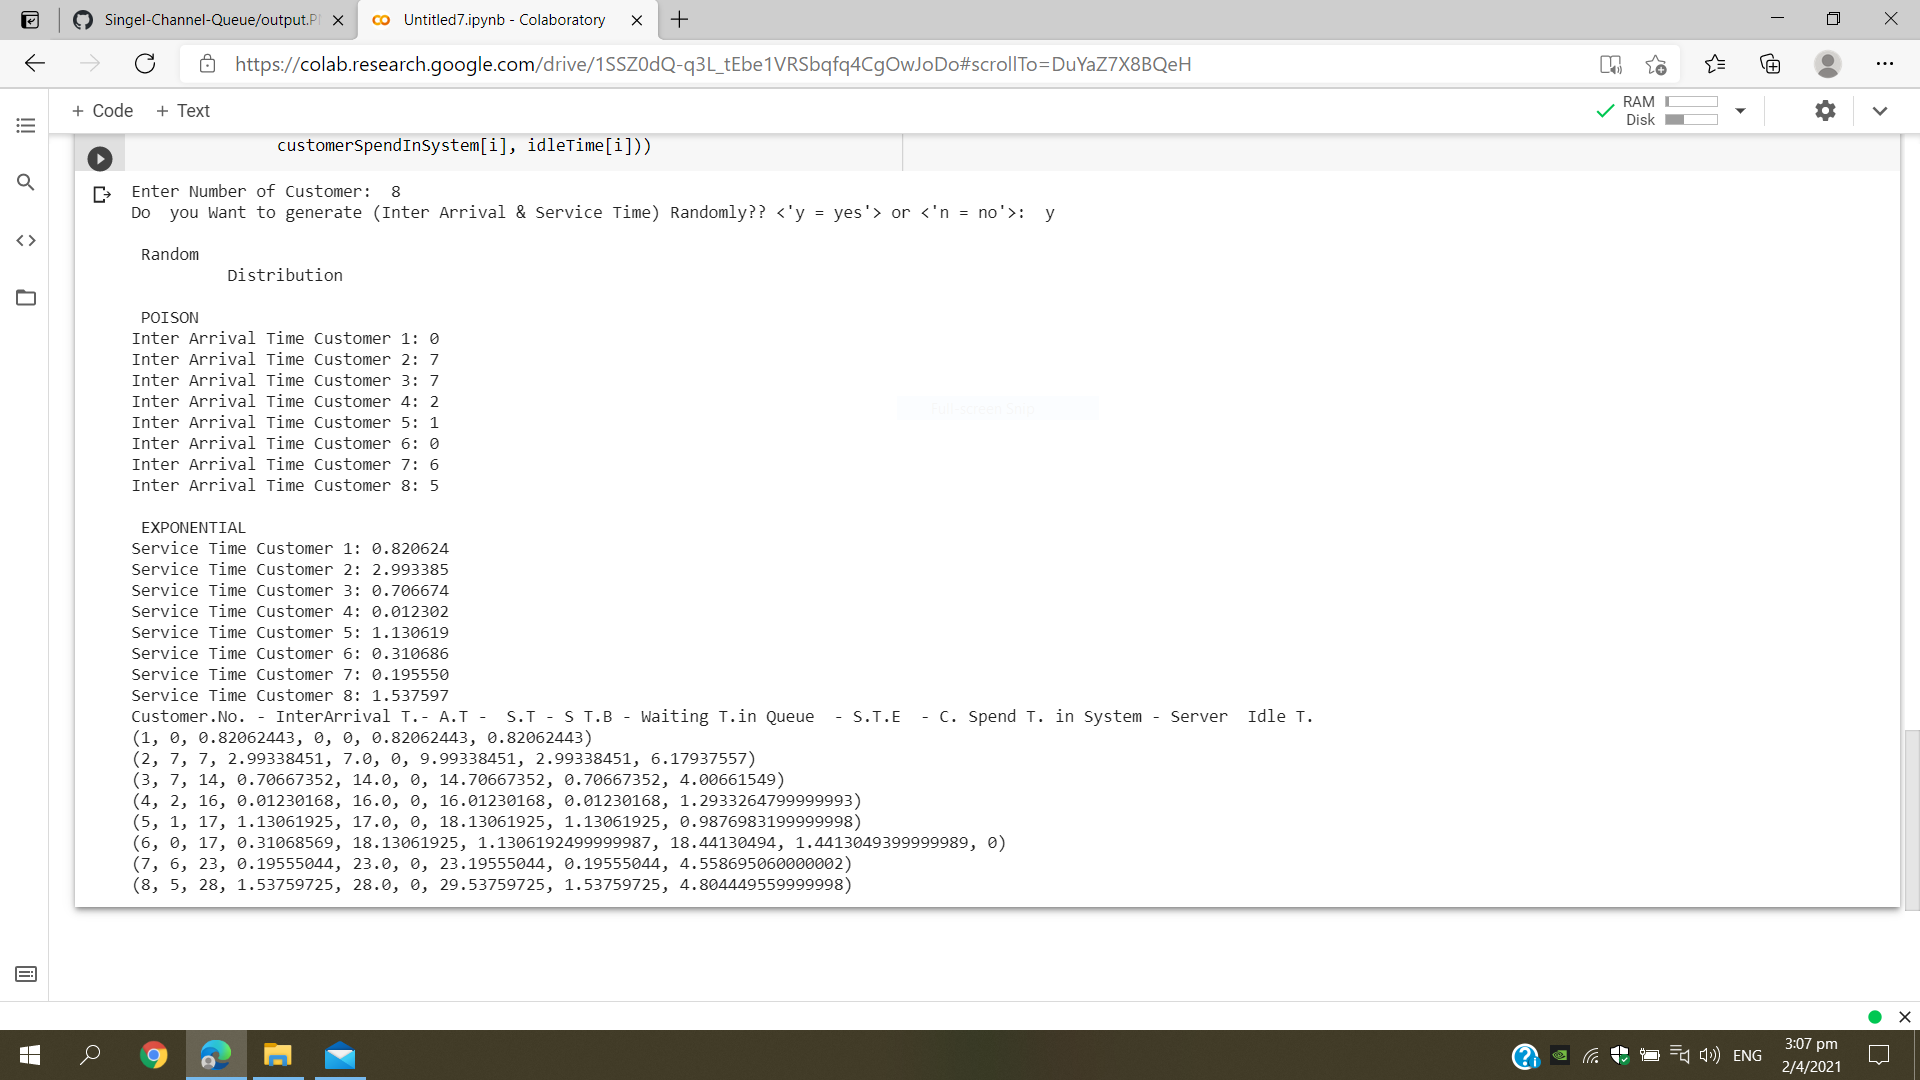 Singel-Channel-Queue/output.P
Untitled7.ipynb - Colaboratory
https://colab.research.google.com/drive/1SSZ0dQ-q3L_tEbe1VRSbqfq4CgOwJoDo#scrollTo=DuYaZ7X8BQeH
+ Code + Text
RAM
Disk
customerSpendInSystem[i], idleTime[i]))
Enter Number of Customer:  8
Do  you Want to generate (Inter Arrival & Service Time) Randomly?? <'y = yes'> or <'n = no'>:  y
Random
Distribution
POISON
Inter Arrival Time Customer 1: 0
Inter Arrival Time Customer 2: 7
Inter Arrival Time Customer 3: 7
Inter Arrival Time Customer 4: 2
Inter Arrival Time Customer 5: 1
Inter Arrival Time Customer 6: 0
Inter Arrival Time Customer 7: 6
Inter Arrival Time Customer 8: 5
EXPONENTIAL
Service Time Customer 1: 0.820624
Service Time Customer 2: 2.993385
Service Time Customer 3: 0.706674
Service Time Customer 4: 0.012302
Service Time Customer 5: 1.130619
Service Time Customer 6: 0.310686
Service Time Customer 7: 0.195550
Service Time Customer 8: 1.537597
Customer.No. - InterArrival T.- A.T -  S.T - S T.B - Waiting T.in Queue  - S.T.E  - C. Spend T. in System - Server  Idle T.
(1, 0, 0.82062443, 0, 0, 0.82062443, 0.82062443)
(2, 7, 7, 2.99338451, 7.0, 0, 9.99338451, 2.99338451, 6.17937557)
(3, 7, 14, 0.70667352, 14.0, 0, 14.70667352, 0.70667352, 4.00661549)
(4, 2, 16, 0.01230168, 16.0, 0, 16.01230168, 0.01230168, 1.2933264799999993)
(5, 1, 17, 1.13061925, 17.0, 0, 18.13061925, 1.13061925, 0.9876983199999998)
(6, 0, 17, 0.31068569, 18.13061925, 1.1306192499999987, 18.44130494, 1.4413049399999989, 0)
(7, 6, 23, 0.19555044, 23.0, 0, 23.19555044, 0.19555044, 4.558695060000002)
(8, 5, 28, 1.53759725, 28.0, 0, 29.53759725, 1.53759725, 4.804449559999998)
ENG
3:07 pm
2/4/2021